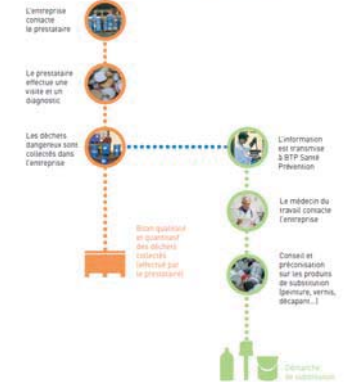 L'entreprise
contacte
le prestataire
Le prestataire
effectue une
visite et un
diagnostic
Les déchets
dangereux sont
collectés dans
l'entreprise
L'information
est transmise
à BTP Santé
Prévention
Le médecin du
travail contacte
l'entreprise
Bilan qualitatif
et quantitatif
des déchets
collectés
(effectué par
le prestataire)
Conseil et
préconisation
sur les produits
de substitution
(peinture, vernis,
décapant...)
Démarche
de substitution